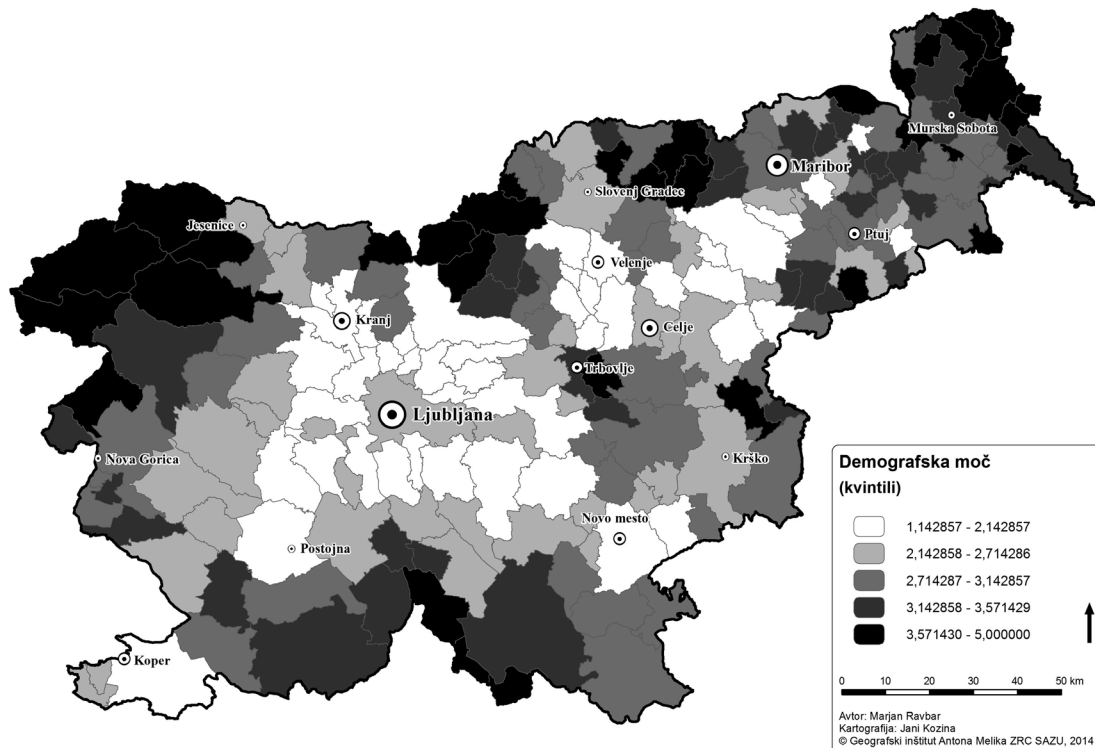 Murska Sobota
Maribor
Slovenj Gradec
Jesenice
Ptuj
Velenje
Kranj
Celje
Trbovlje
Ljubljana
Nova Gorica
Krško
Novo mesto
Postojna
Koper
Demografska moč
(kvintili)
1,142857 - 2,142857
2,142858 - 2,714286
2,714287 - 3,142857
3,142858 - 3,571429
3,571430 - 5,000000
0 10 20 30 40 50 km
Avtor: Marjan Ravbar
Kartografija: Jani Kozina
© Geografski inštitut Antona Melika ZRC SAZU, 2014